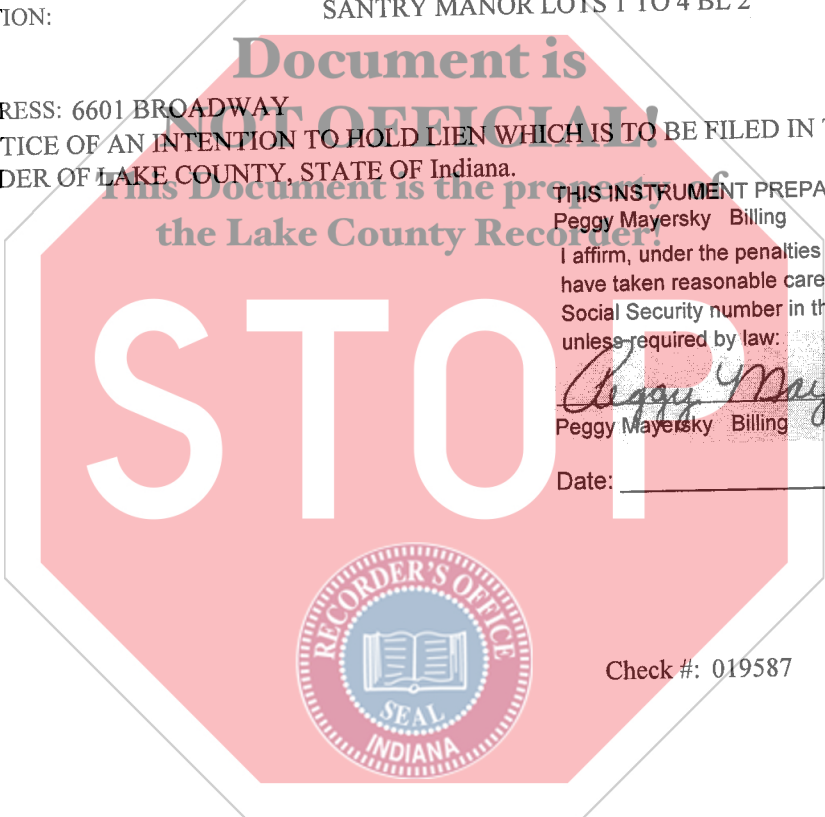 TION:
SANTRY MANOR LOTS 1 TO 4 BL 2
Document is
RESS: 6601 BROADWAY
NOT OFFICIAL!
TICE OF AN INTENTION TO HOLD LIEN WHICH IS TO BE FILED IN
DER OF LAKE COUNTY, STATE OF Indiana.
This Document is the property of
the Lake County Recorder!
THIS INSTRUMENT PREPA
Peggy Mayersky Billing
I affirm, under the penalties
have taken reasonable care
Social Security number in th
unless required by law:
Peggy May
Peggy Mayersky Billing
Date:
STOP
RECORDER'S OFFICE
SEAL
INDIANA
Check #: 019587